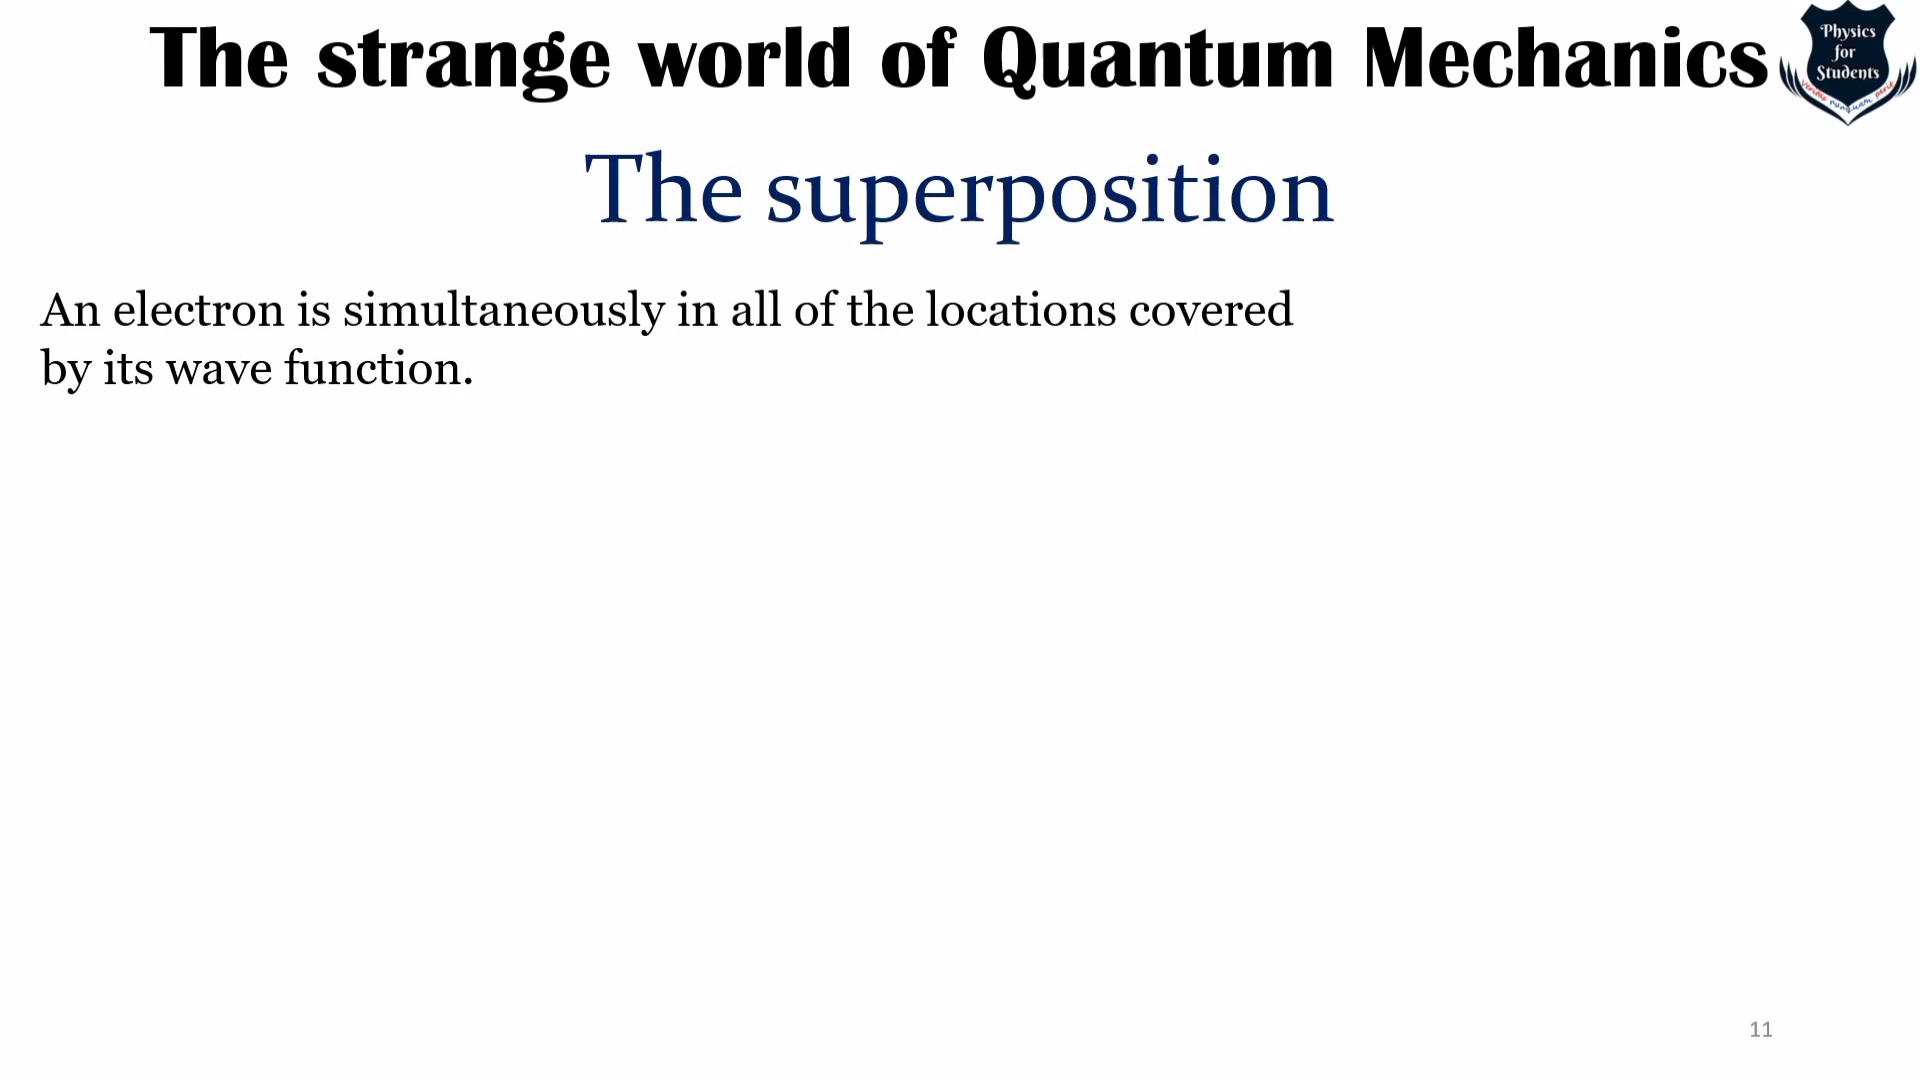 The strange world of Quantum Mechanics
Physics
for
Students
The superposition
An electron is simultaneously in all of the locations covered
by its wave function.
11